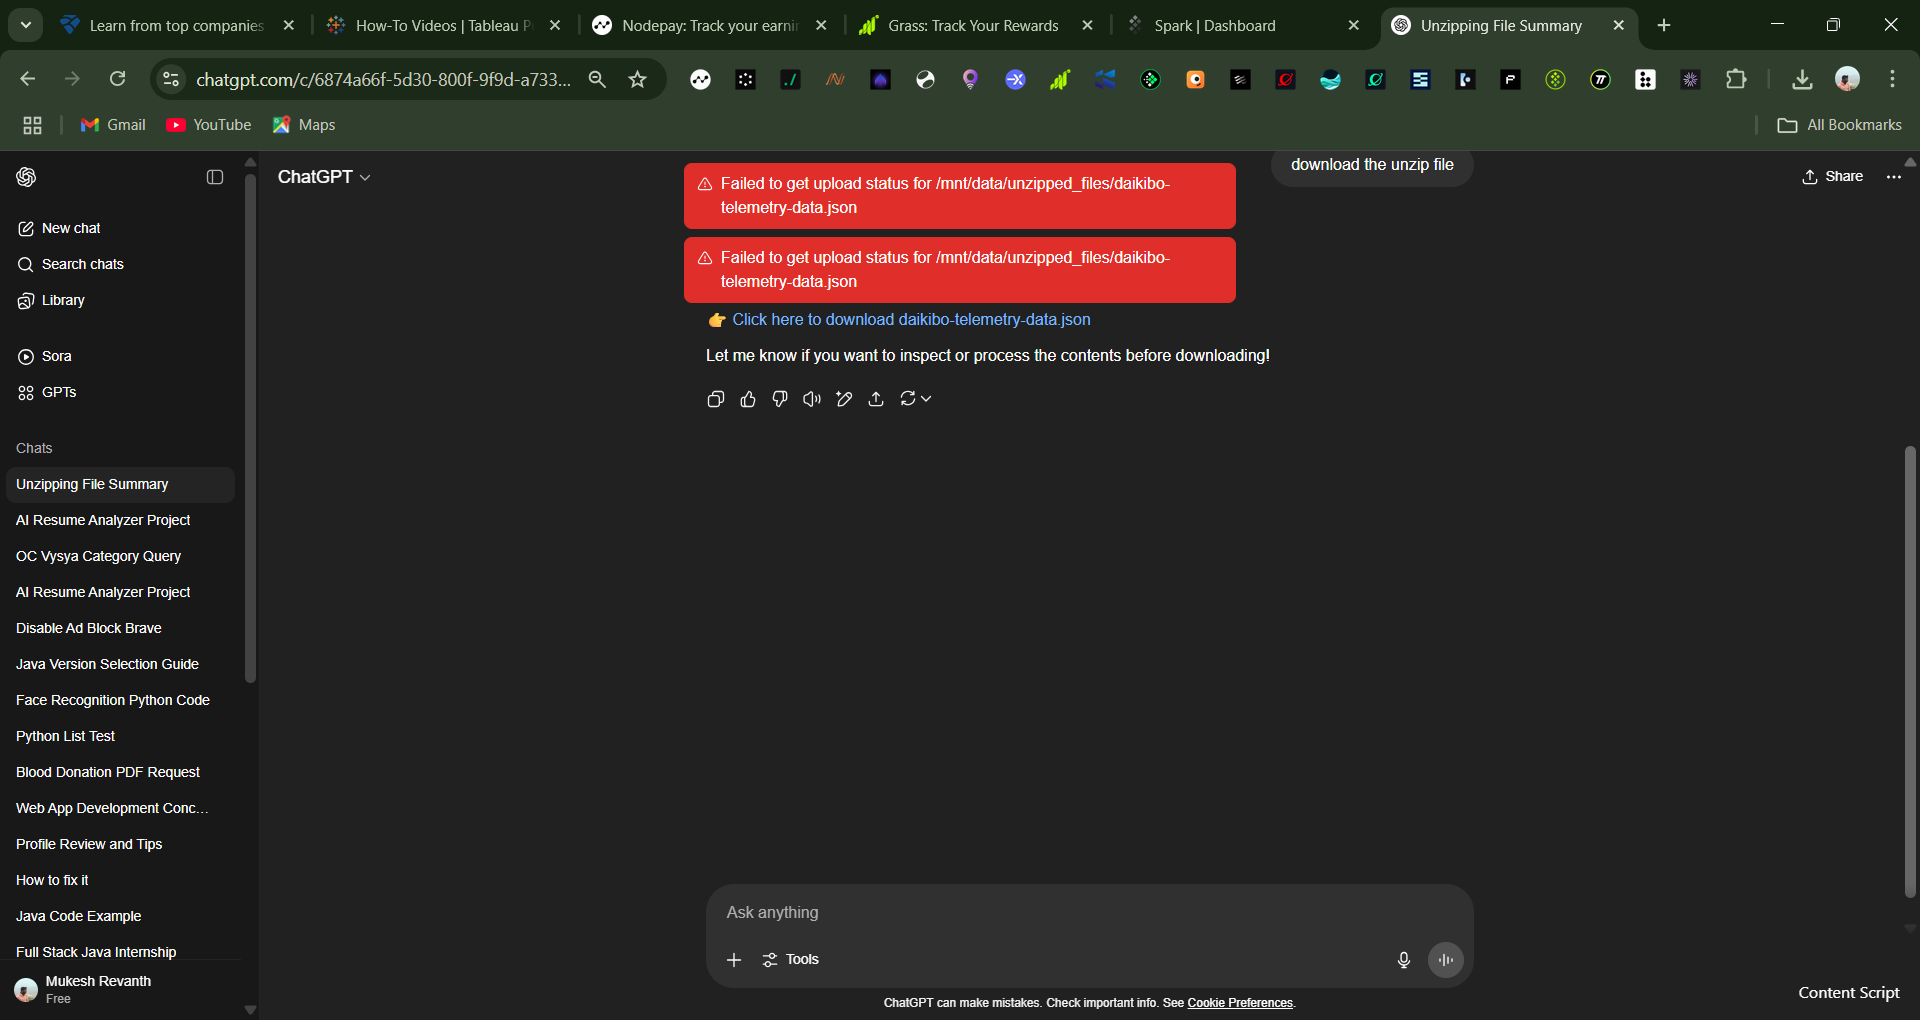 Learn from top companies
How-To Videos | Tableau P
Nodepay: Track your earni
Grass: Track Your Rewards
Spark | Dashboard
Unzipping File Summary
chatgpt.com/c/6874a66f-5d30-800f-9f9d-a733...
Gmail
YouTube
Maps
All Bookmarks
ChatGPT
Share
download the unzip file
Failed to get upload status for /mnt/data/unzipped_files/daikibo-
telemetry-data.json
Failed to get upload status for /mnt/data/unzipped_files/daikibo-
telemetry-data.json
👉 Click here to download daikibo-telemetry-data.json
Let me know if you want to inspect or process the contents before downloading!
New chat
Search chats
Library
Sora
GPTs
Chats
Unzipping File Summary
AI Resume Analyzer Project
OC Vysya Category Query
AI Resume Analyzer Project
Disable Ad Block Brave
Java Version Selection Guide
Face Recognition Python Code
Python List Test
Blood Donation PDF Request
Web App Development Conc...
Profile Review and Tips
How to fix it
Java Code Example
Full Stack Java Internship
Mukesh Revanth
Free
Ask anything
Tools
ChatGPT can make mistakes. Check important info. See Cookie Preferences.
Content Script